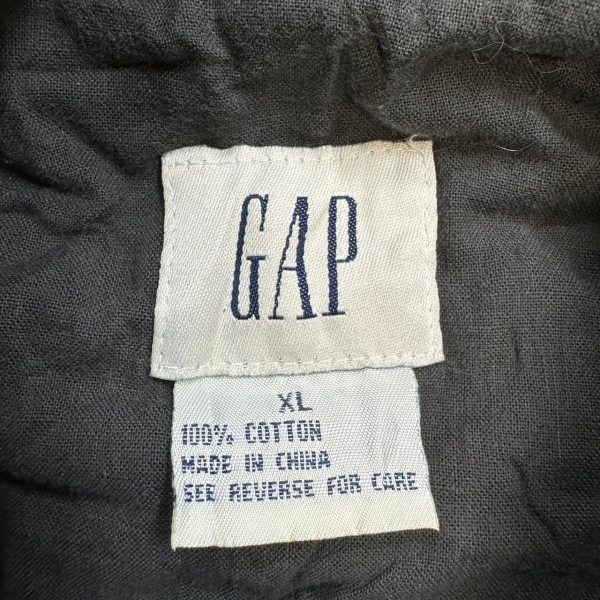 GAP
XL
100% COTTON
MADE IN CHINA
SEE REVERSE FOR CARE